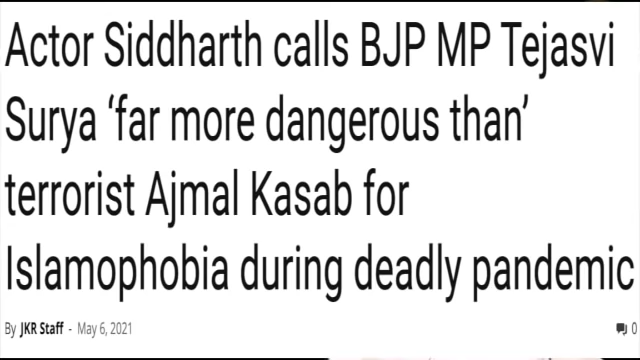 Actor Siddharth calls BJP MP Tejasvi
Surya ‘far more dangerous than’
terrorist Ajmal Kasab for
Islamophobia during deadly pandemic
By JKR Staff - May 6, 2021 0